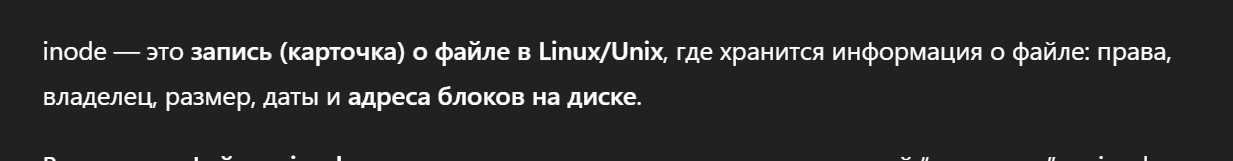 inode — это запись (карточка) о файле в Linux/Unix, где хранится информация о файле: права,
владелец, размер, даты и адреса блоков на диске.